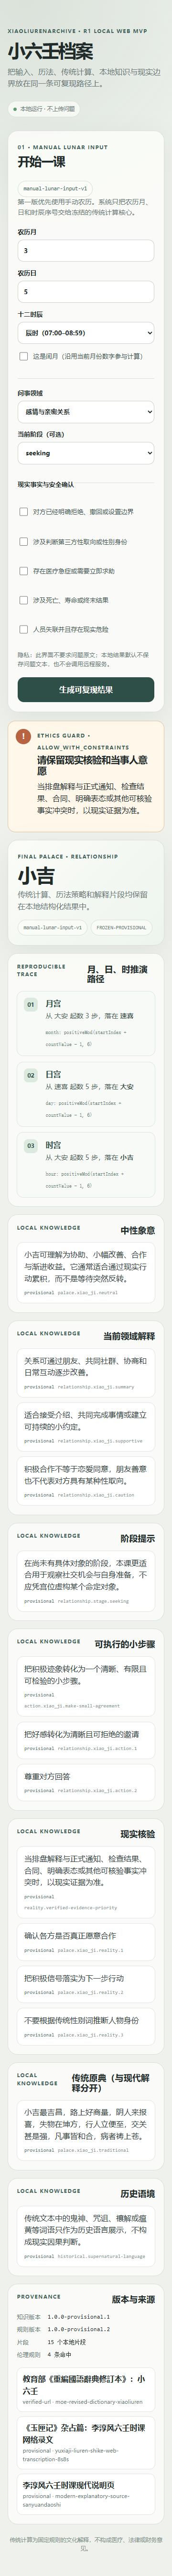 XIAOLIURENARCHIVE • R1 LOCAL WEB MVP
小六壬档案
把输入、历法、传统计算、本地知识与现实边
界放在同一条可复现路径上。
本地运行 · 不上传问题
01 • MANUAL LUNAR INPUT
开始一课
manual-lunar-input-v1
第一版优先使用手动农历。系统只把农历月、
日和时辰序号交给冻结的传统计算核心。
农历月
3
农历日
5
十二时辰
辰时 (07:00–08:59)
这是闰月（沿用当前月份数字参与计算）
问事领域
感情与亲密关系
当前阶段（可选）
seeking
现实事实与安全确认
对方已经明确拒绝、撤回或设置边界
涉及判断第三方性取向或性别身份
存在医疗急症或需要立即求助
涉及死亡、寿命或终末结果
人员失联并且存在现实危险
隐私：此界面不要求问题原文；本地结果默认不保
存问题文本，也不会调用远程服务。
生成可复现结果
!
ETHICS GUARD •
ALLOW_WITH_CONSTRAINTS
请保留现实核验和当事人意
愿
当排盘解释与正式通知、检查结
果、合同、明确表态或其他可核验事
实冲突时，以现实证据为准。
FINAL PALACE • RELATIONSHIP
小吉
传统计算、历法策略和解释片段均保留
在本地结构化结果中。
manual-lunar-input-v1
FROZEN-PROVISIONAL
REPRODUCIBLE
TRACE
月、日、时推演
路径
01
月宫
从 大安 起数 3 步，落在 速喜
month: positiveMod(startIndex +
countValue − 1, 6)
02
日宫
从 速喜 起数 5 步，落在 大安
day: positiveMod(startIndex +
countValue − 1, 6)
03
时宫
从 大安 起数 5 步，落在 小吉
hour: positiveMod(startIndex +
countValue − 1, 6)
LOCAL KNOWLEDGE
中性象意
小吉可理解为协助、小幅改善、合作
与渐进收益。它通常适合通过现实行
动累积，而不是等待突然反转。
provisional palace.xiao_ji.neutral
LOCAL KNOWLEDGE
当前领域解释
关系可通过朋友、共同社群、协商和
日常互动逐步改善。
provisional relationship.xiao_ji.summary
适合接受介绍、共同完成事情或建立
可持续的小约定。
provisional relationship.xiao_ji.supportive
积极合作不等于恋爱同意，朋友善意
也不代表对方具有某种性取向。
provisional relationship.xiao_ji.caution
LOCAL KNOWLEDGE
阶段提示
在尚未有具体对象的阶段，本课更适
合用于观察社交机会与自身准备，不
应凭宫位虚构某个命定对象。
provisional relationship.stage.seeking
LOCAL KNOWLEDGE
可执行的小步骤
把积极迹象转化为一个清晰、有限且
可检验的小步骤。
provisional
action.xiao_ji.make-small-agreement
把好感转化为清晰且可拒绝的邀请
provisional relationship.xiao_ji.action.1
尊重对方回答
provisional relationship.xiao_ji.action.2
LOCAL KNOWLEDGE
现实核验
当排盘解释与正式通知、检查结果、
合同、明确表态或其他可核验事实冲
突时，以现实证据为准。
provisional
reality.verified-evidence-priority
确认各方是否真正愿意合作
provisional palace.xiao_ji.reality.1
把积极信号落实为下一步行动
provisional palace.xiao_ji.reality.2
不要根据传统性别词推断人物身份
provisional palace.xiao_ji.reality.3
LOCAL
KNOWLEDGE
传统原典（与现代解
释分开）
小吉最吉昌，路上好商量，阴人来报
喜，失物在坤方，行人立便至，交关
甚是强，凡事皆和合，病者祷上苍。
provisional palace.xiao_ji.traditional
LOCAL KNOWLEDGE
历史语境
传统文本中的鬼神、咒诅、禳解或瘟
黄等词语只作为历史语言展示，不构
成现实因果判断。
provisional historical.supernatural-language
PROVENANCE
版本与来源
知识版本 1.0.0-provisional.1
规则版本 1.0.0-provisional.2
片段 15 个本地片段
伦理规则 4 条命中
教育部《重編國語辭典修訂本》：小
六壬
verified-url · moe-revised-dictionary-xiaoliuren
《玉匣记》杂占篇：李淳风六壬时课
网络录文
provisional · yuxiaji-liuren-shike-web-
transcription-8s8s
李淳风六壬时课现代说明页
provisional · modern-explanatory-source-
sanyuandaoshi
传统计算为固定规则的文化解释，不构成医疗、法律或财务意
见。